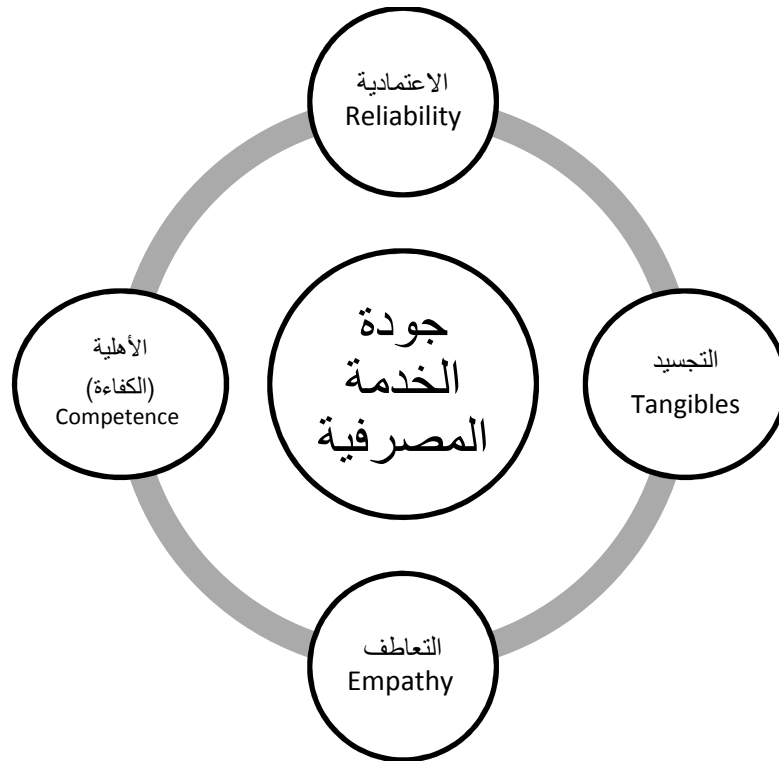 الاعتمادية
Reliability
جودة
الخدمة
المصرفية
التجسيد
Tangibles
الأهلية
(الكفاءة)
Competence
التعاطف
Empathy